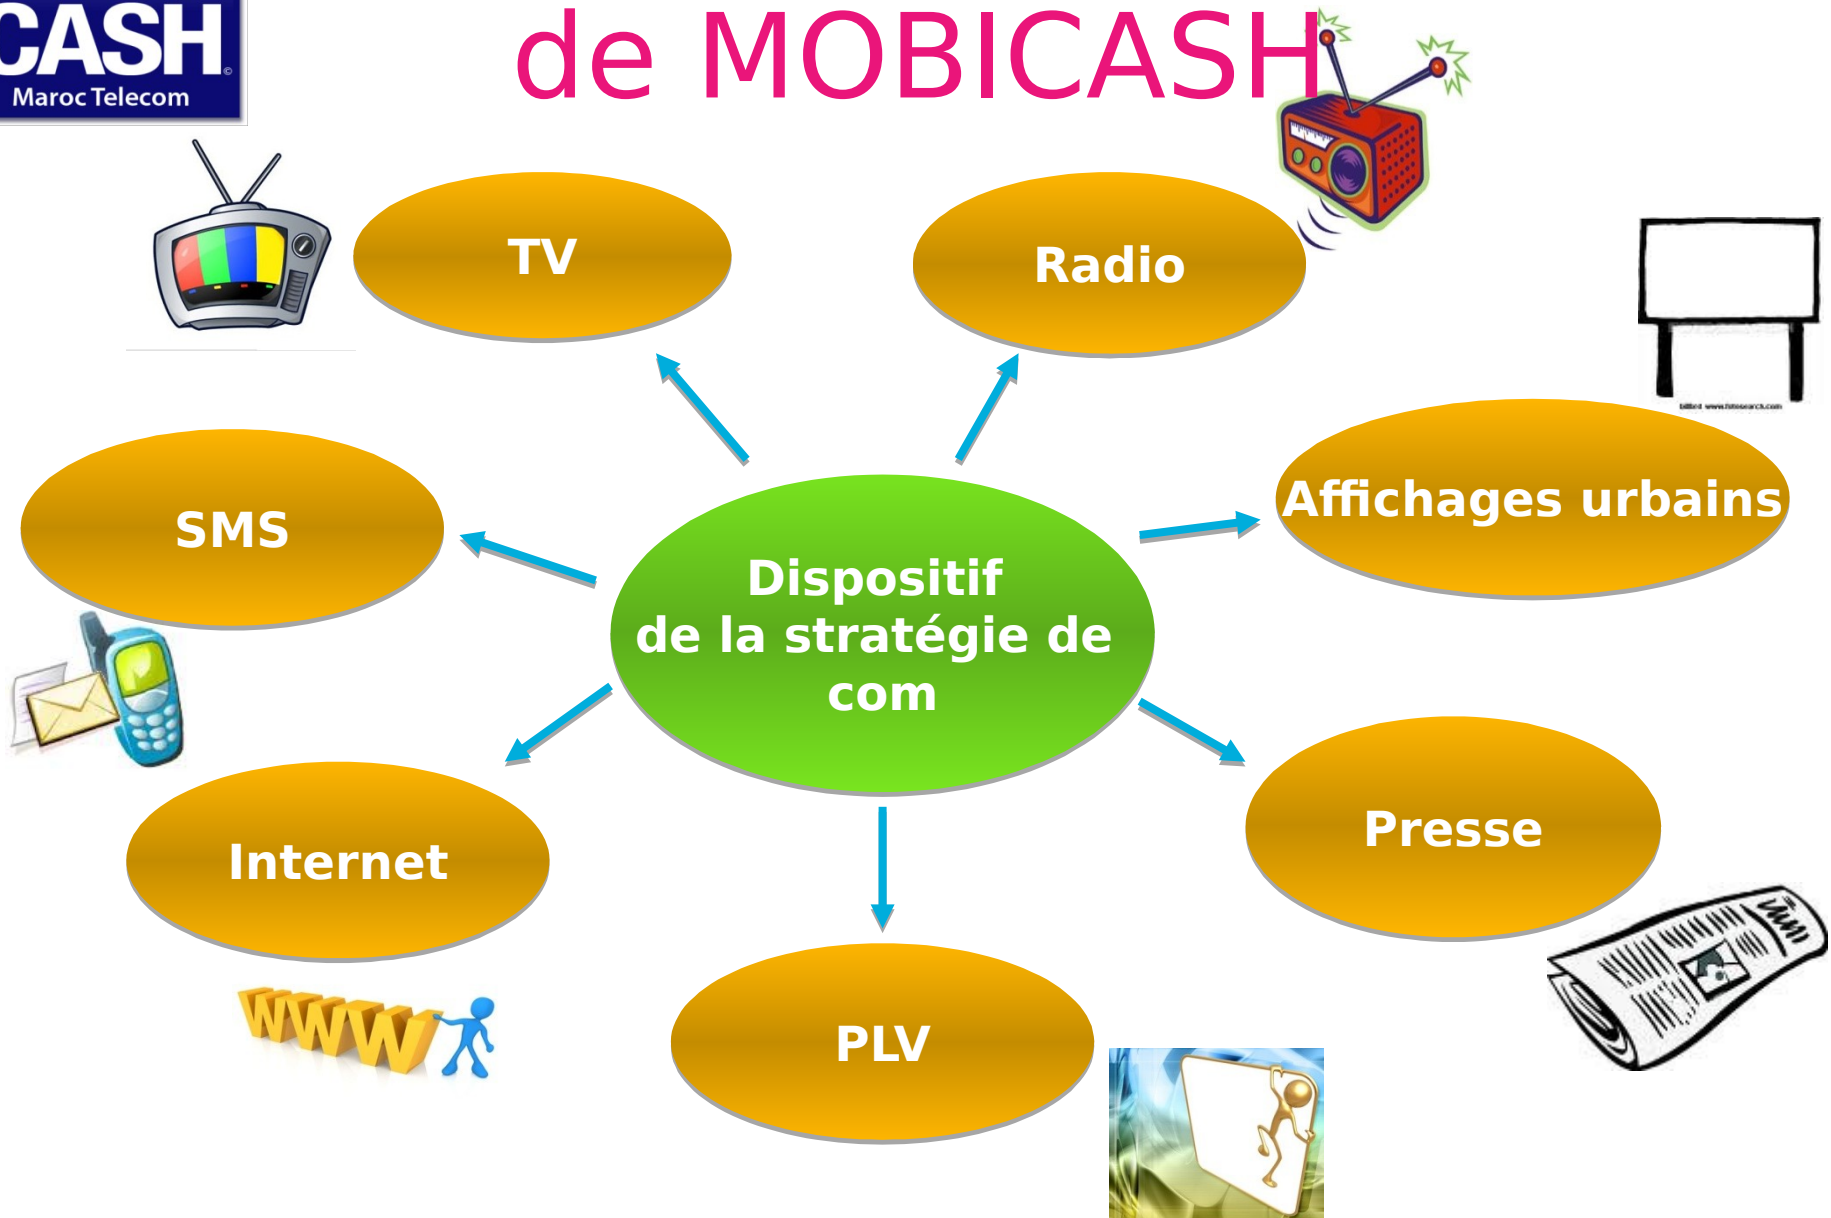 CASH
©
Maroc Telecom
de MOBICASH
TV
Radio
Affichages urbains
SMS
Dispositif
de la stratégie de
com
Presse
Internet
PLV
www